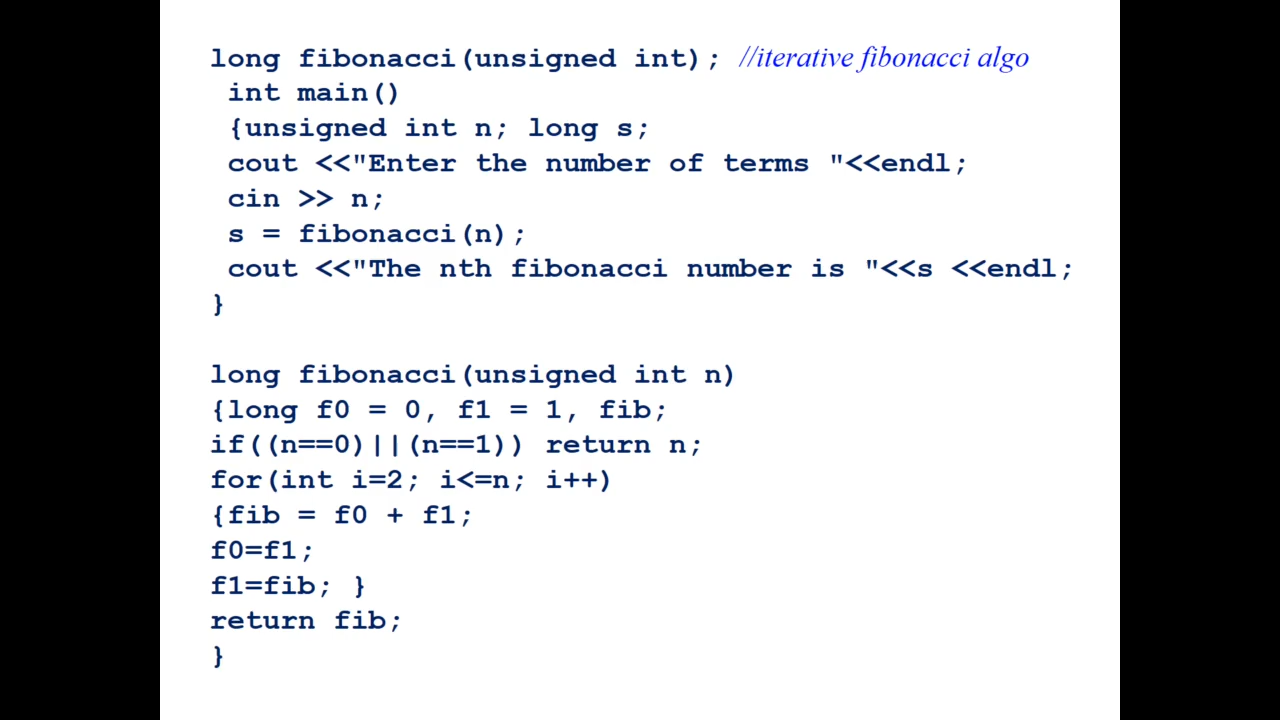 long fibonacci(unsigned int); //iterative fibonacci algo
int main()
{unsigned int n; long s;
cout <<"Enter the number of terms "<<endl;
cin >> n;
s = fibonacci(n);
cout <<"The nth fibonacci number is "<<s <<endl;
}
long fibonacci(unsigned int n)
{long f0 = 0, f1 = 1, fib;
if((n==0)||(n==1)) return n;
for(int i=2; i<=n; i++)
{fib = f0 + f1;
f0=f1;
f1=fib; }
return fib;
}